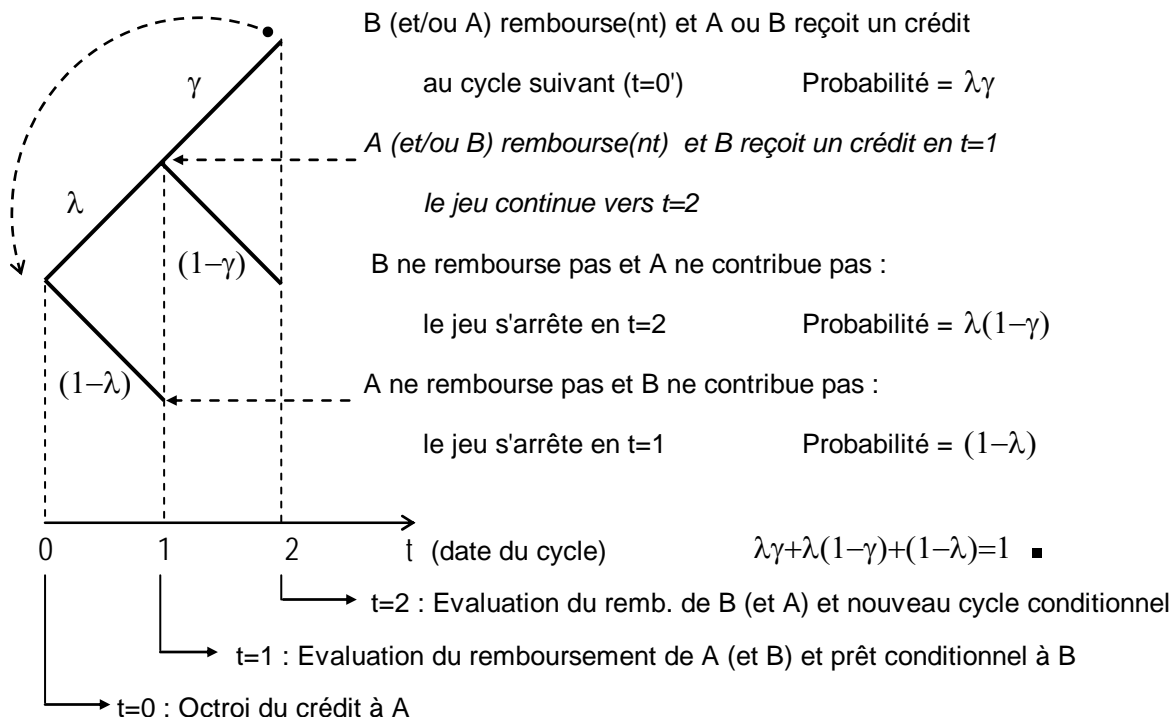 B (et/ou A) rembourse(nt) et A ou B reçoit un crédit
γ
au cycle suivant (t=0') Probabilité = λγ
A (et/ou B) rembourse(nt) et B reçoit un crédit en t=1
λ
le jeu continue vers t=2
(1−γ)
B ne rembourse pas et A ne contribue pas :
le jeu s'arrête en t=2 Probabilité = λ(1−γ)
(1−λ)
A ne rembourse pas et B ne contribue pas :
le jeu s'arrête en t=1 Probabilité = (1−λ)
0 1 2 t (date du cycle) λγ+λ(1−γ)+(1−λ)=1 ▪
t=2 : Evaluation du remb. de B (et A) et nouveau cycle conditionnel
t=1 : Evaluation du remboursement de A (et B) et prêt conditionnel à B
t=0 : Octroi du crédit à A